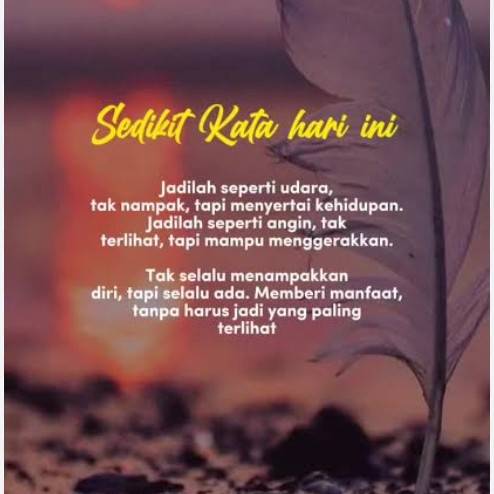 Sedikit Kata hari ini
Jadilah seperti udara,
tak nampak, tapi menyertai kehidupan.
Jadilah seperti angin, tak
terlihat, tapi mampu menggerakkan.
Tak selalu menampakkan
diri, tapi selalu ada. Memberi manfaat,
tanpa harus jadi yang paling
terlihat